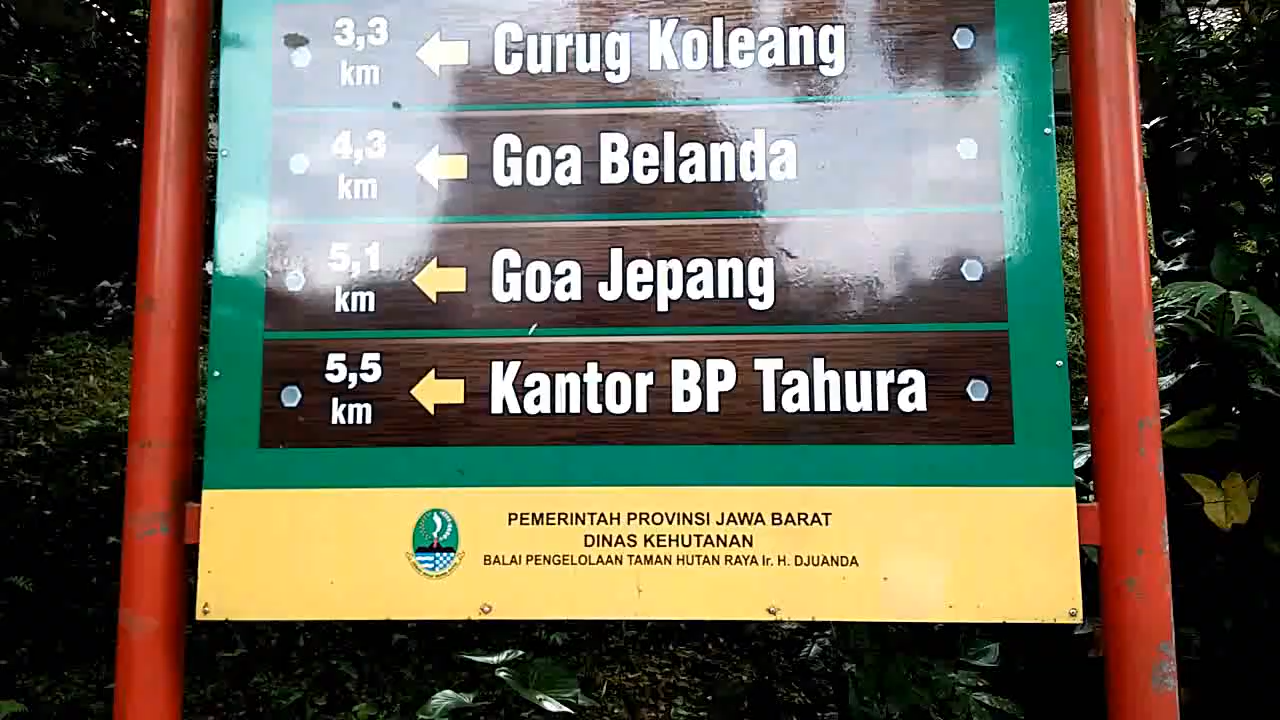 3,3 km Curug Koleang
4,3 km Goa Belanda
5,1 km Goa Jepang
5,5 km Kantor BP Tahura
PEMERINTAH PROVINSI JAWA BARAT
DINAS KEHUTANAN
BALAI PENGELOLAAN TAMAN HUTAN RAYA Ir. H. DJUANDA